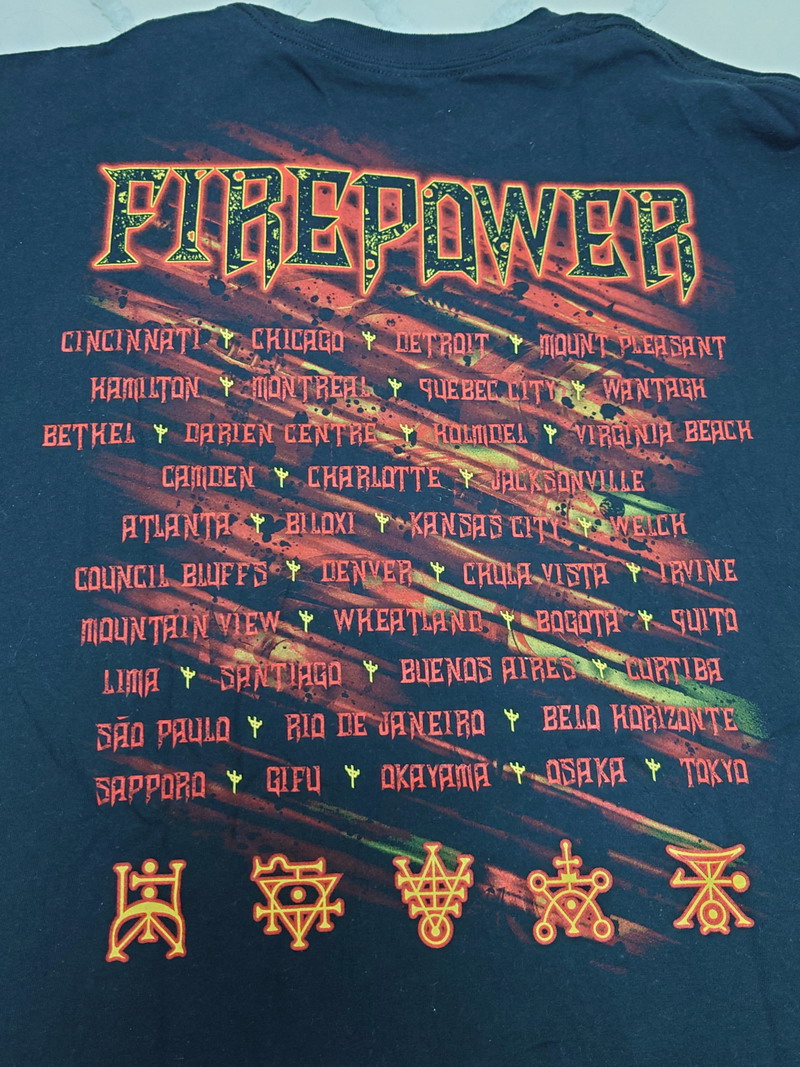 FIREPOWER
CINCINNATI CHICAGO DETROIT MOUNT PLEASANT
HAMILTON MONTREAL QUEBEC CITY WANTAGH
BETHEL DARIEN CENTRE HOLMDEL VIRGINIA BEACH
CAMDEN CHARLOTTE JACKSONVILLE
ATLANTA BILOXI KANSAS CITY WELCH
COUNCIL BLUFFS DENVER CHULA VISTA IRVINE
MOUNTAIN VIEW WHEATLAND BOGOTA QUITO
LIMA SANTIAGO BUENOS AIRES CURTIBA
SÃO PAULO RIO DE JANEIRO BELO HORIZONTE
SAPPORO GIFU OKAYAMA OSAKA TOKYO